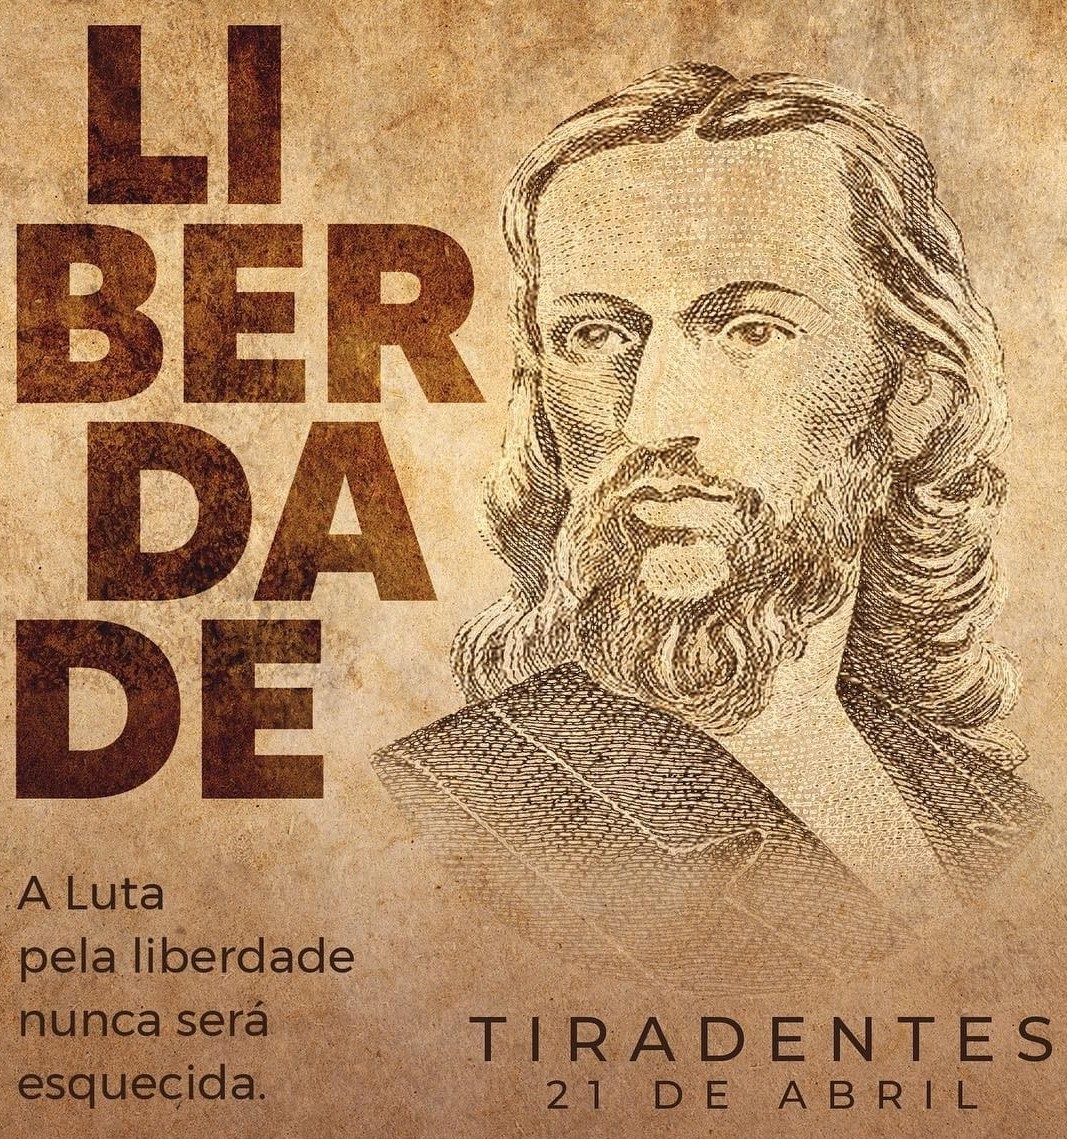 LI
BER
DA
DE
A Luta
pela liberdade
nunca será
esquecida.
TIRADENTES
21 DE ABRIL